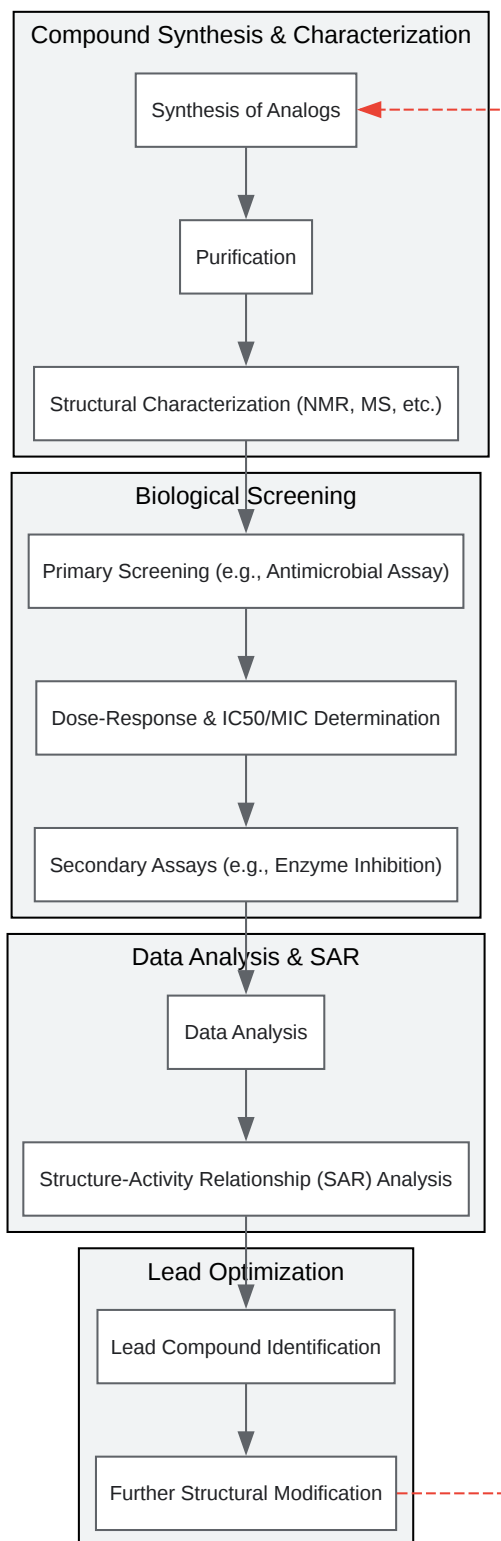 Compound Synthesis & Characterization
Synthesis of Analogs
Purification
Structural Characterization (NMR, MS, etc.)
Biological Screening
Primary Screening (e.g., Antimicrobial Assay)
Dose-Response & IC50/MIC Determination
Secondary Assays (e.g., Enzyme Inhibition)
Data Analysis & SAR
Data Analysis
Structure-Activity Relationship (SAR) Analysis
Lead Optimization
Lead Compound Identification
Further Structural Modification